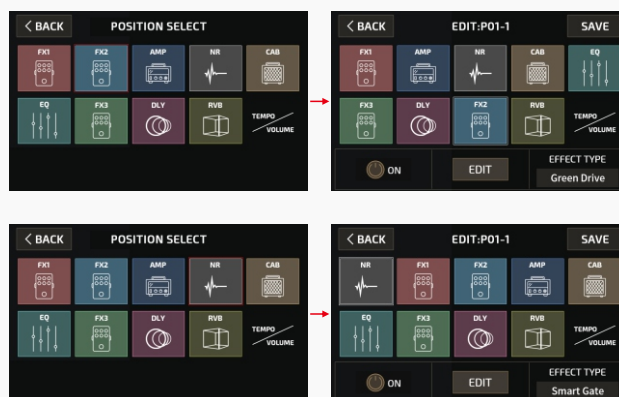 < BACK POSITION SELECT
FX1 FX2 AMP NR CAB
EQ FX3 DLY RVB TEMPO VOLUME
< BACK EDIT:P01-1 SAVE
FX1 AMP NR CAB EQ
FX3 DLY FX2 RVB TEMPO VOLUME
ON EDIT EFFECT TYPE
Green Drive
< BACK POSITION SELECT
FX1 FX2 AMP NR CAB
EQ FX3 DLY RVB TEMPO VOLUME
< BACK EDIT:P01-1 SAVE
NR FX1 FX2 AMP CAB
EQ FX3 DLY RVB TEMPO VOLUME
ON EDIT EFFECT TYPE
Smart Gate